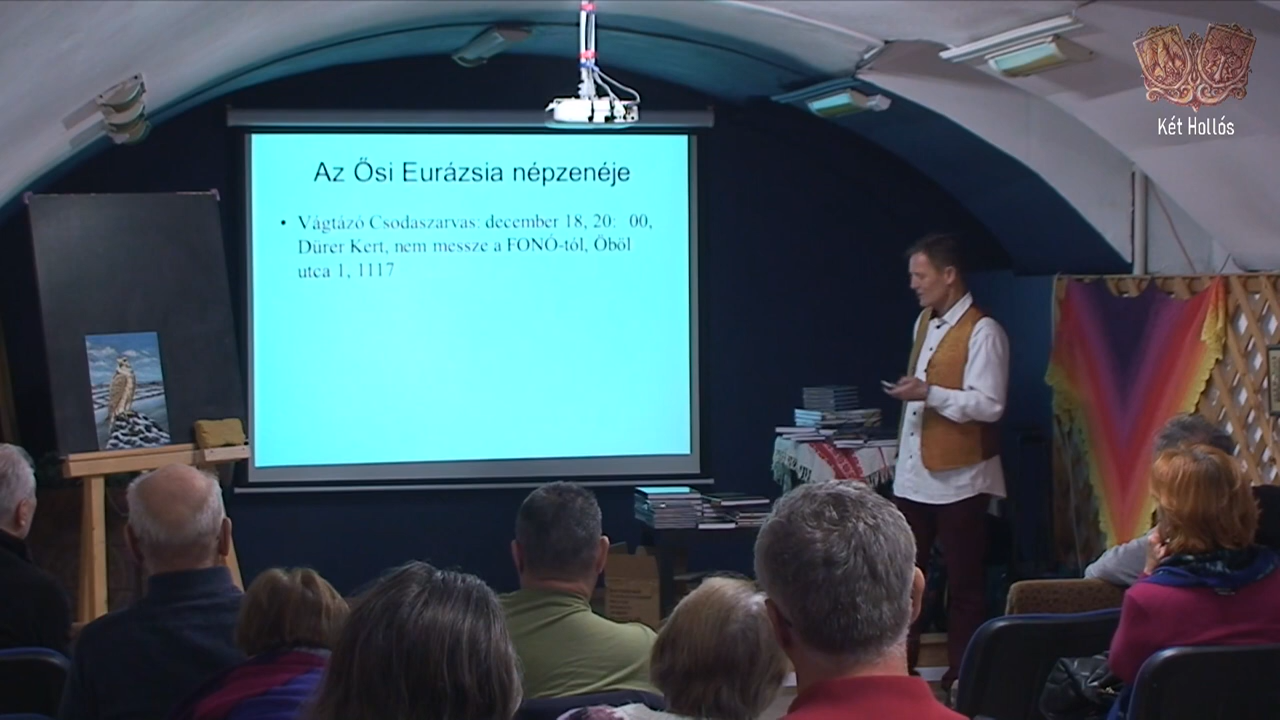 Az Ősi Eurázsia népzenéje
• Vágtázó Csodaszarvas: december 18, 20: 00,
Dürer Kert, nem messze a FONÓ-tól, Öböl
utca 1, 1117
Két Hollós